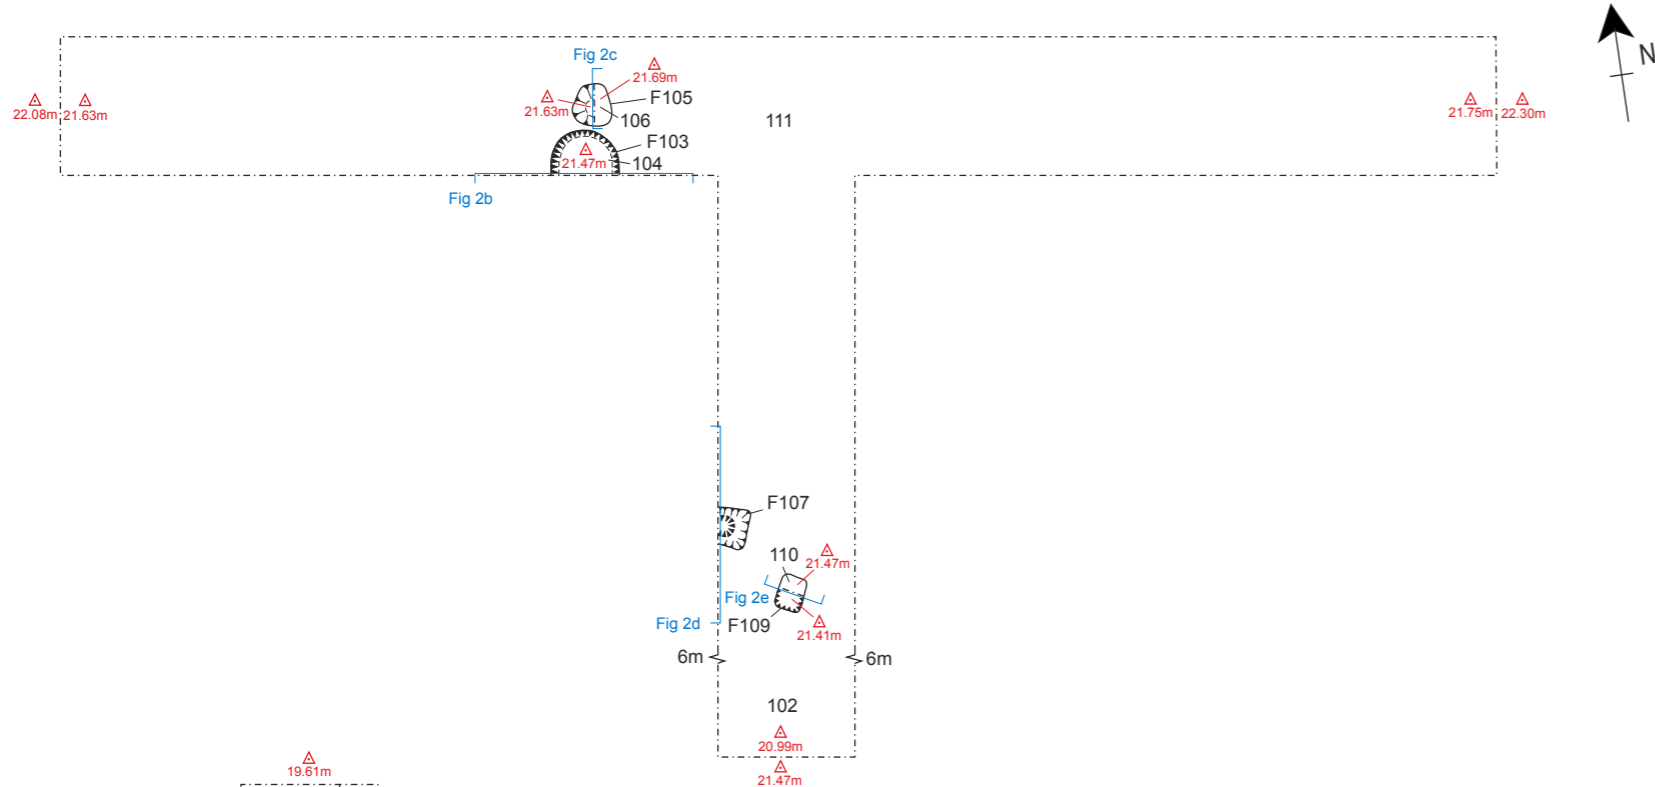 Fig 2c
N
21.69m
22.08m
21.63m
21.63m
F105
106
111
21.75m
22.30m
F103
21.47m
104
Fig 2b
F107
110
21.47m
Fig 2e
Fig 2d
F109
21.41m
6m
6m
102
20.99m
19.61m
21.47m